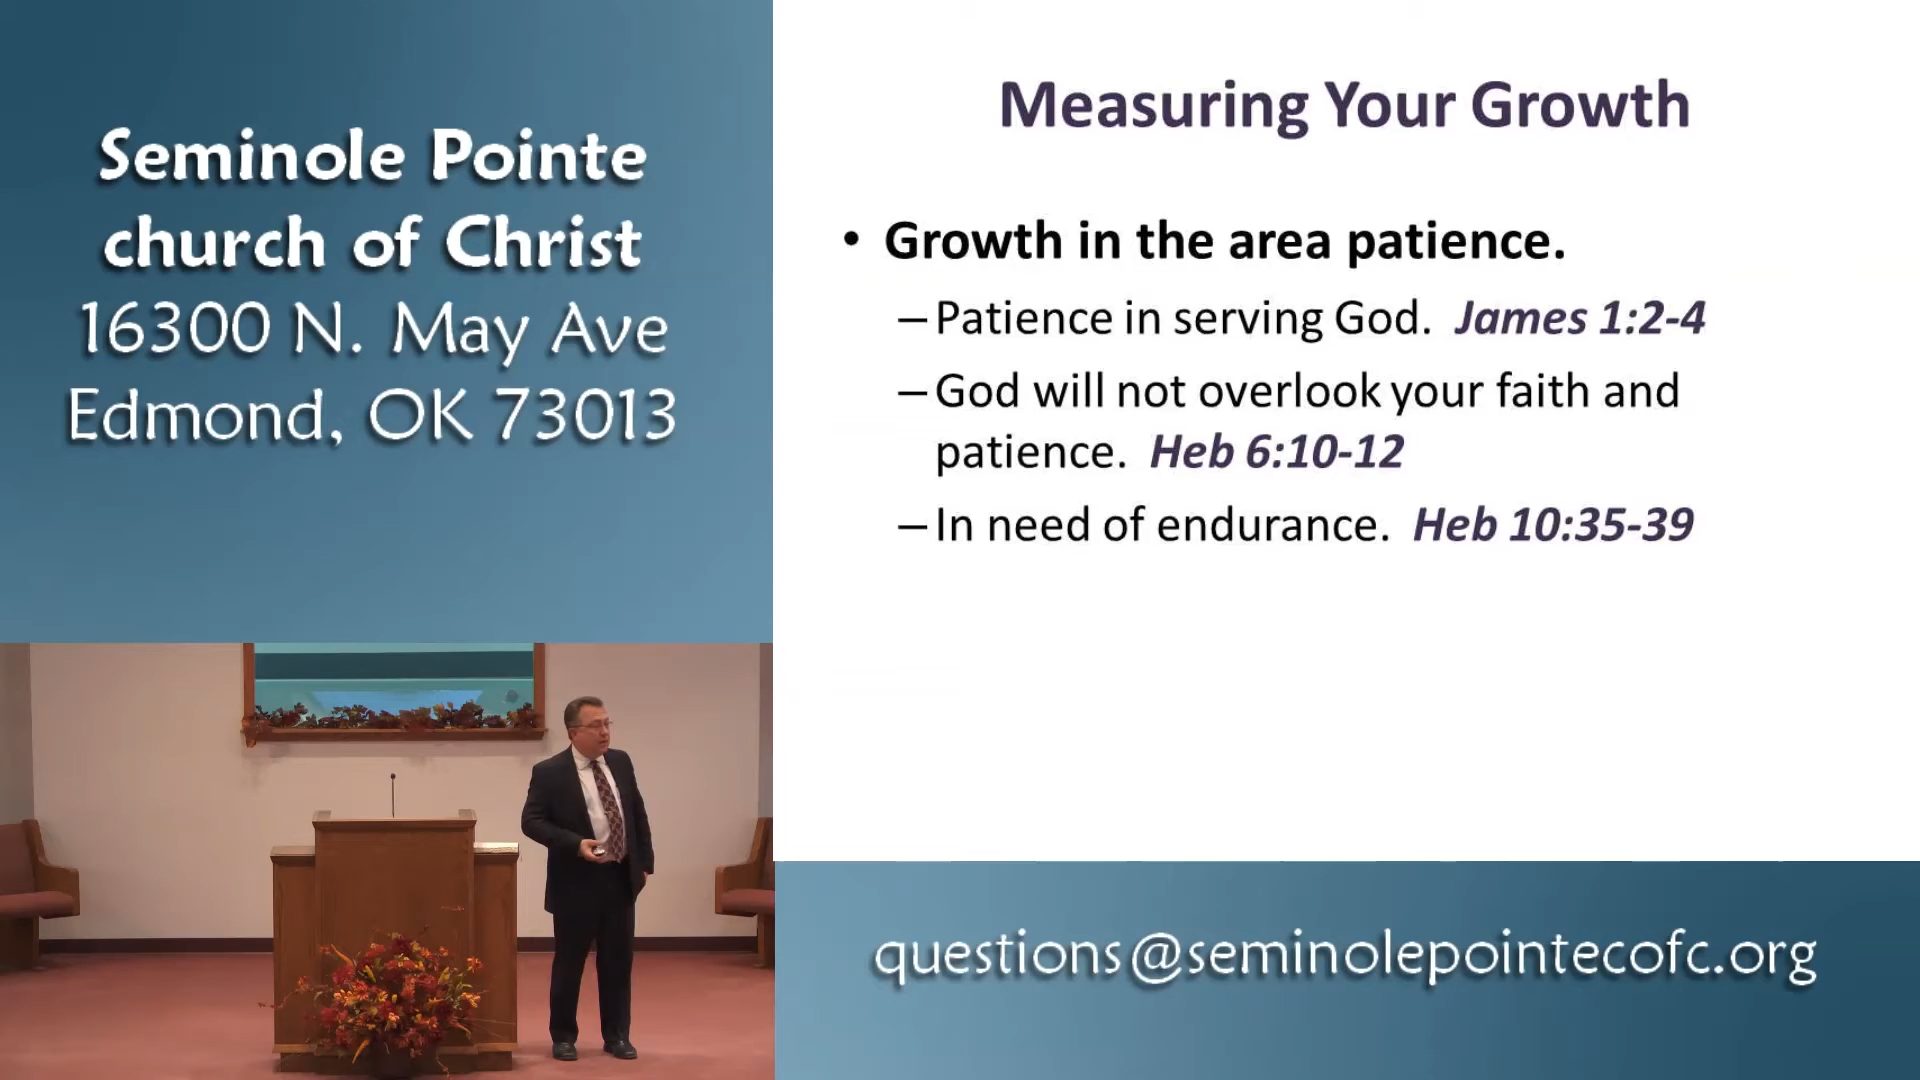 Seminole Pointe
church of Christ
16300 N. May Ave
Edmond, OK 73013
Measuring Your Growth
• Growth in the area patience.
– Patience in serving God. James 1:2-4
– God will not overlook your faith and
patience. Heb 6:10-12
– In need of endurance. Heb 10:35-39
questions@seminolepointecofc.org